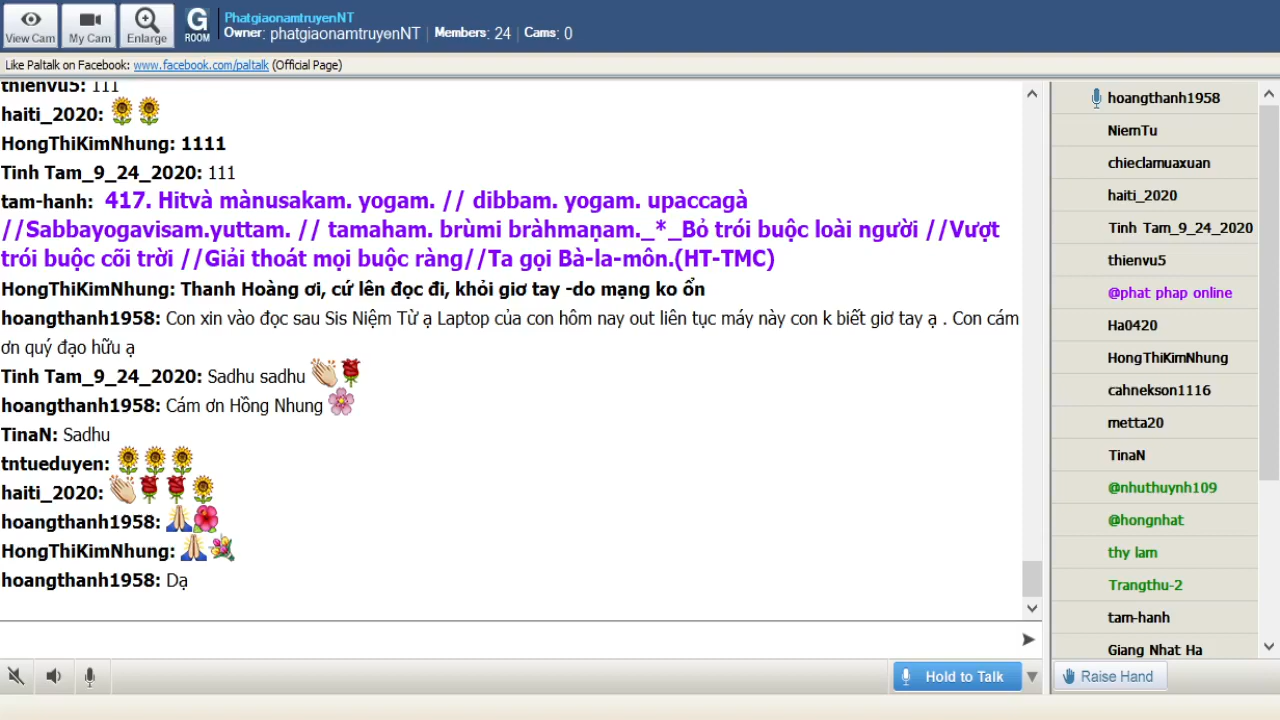 View Cam
My Cam
Enlarge
G ROOM
PhatgiaonamtruyenNT
Owner: phatgiaonamtruyenNT | Members: 24 | Cams: 0
Like Paltalk on Facebook: www.facebook.com/paltalk (Official Page)
thienvu5: 111
haiti_2020:
HongThiKimNhung: 1111
Tinh Tam_9_24_2020: 111
tam-hanh: 417. Hitvà mànusakam. yogam. // dibbam. yogam. upaccagà
//Sabbayogavisam.yuttam. // tamaham. brùmi bràhmaṇam._*_Bỏ trói buộc loài người //Vượt
trói buộc cõi trời //Giải thoát mọi buộc ràng//Ta gọi Bà-la-môn.(HT-TMC)
HongThiKimNhung: Thanh Hoàng ơi, cứ lên đọc đi, khỏi giơ tay -do mạng ko ổn
hoangthanh1958: Con xin vào đọc sau Sis Niệm Từ ạ Laptop của con hôm nay out liên tục máy này con k biết giơ tay ạ . Con cám
ơn quý đạo hữu ạ
Tinh Tam_9_24_2020: Sadhu sadhu
hoangthanh1958: Cám ơn Hồng Nhung
TinaN: Sadhu
tntueduyen:
haiti_2020:
hoangthanh1958:
HongThiKimNhung:
hoangthanh1958: Dạ
hoangthanh1958
NiemTu
chieclamuaxuan
haiti_2020
Tinh Tam_9_24_2020
thienvu5
@phat phap online
Ha0420
HongThiKimNhung
cahnekson1116
metta20
TinaN
@nhuthuynh109
@hongnhat
thy lam
Trangthu-2
tam-hanh
Giang Nhat Ha
Hold to Talk
Raise Hand